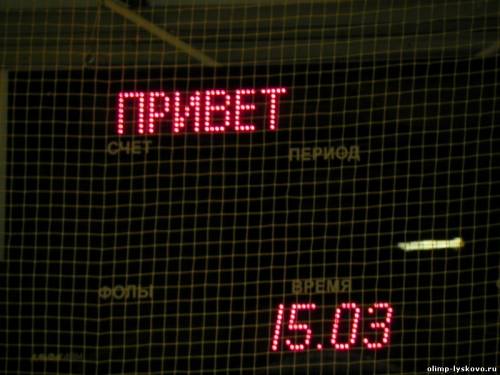 ПРИВЕТ
СЧЕТ ПЕРИОД
ФОЛЫ ВРЕМЯ
15.03
olimp-lyskovo.ru